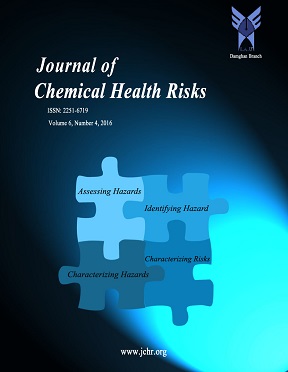 Damghan Branch
Journal of
Chemical Health Risks
ISSN: 2251-6719
Volume 6, Number 4, 2016
Assessing Hazards
Identifying Hazard
Characterizing Risks
Characterizing Hazards
www.jchr.org